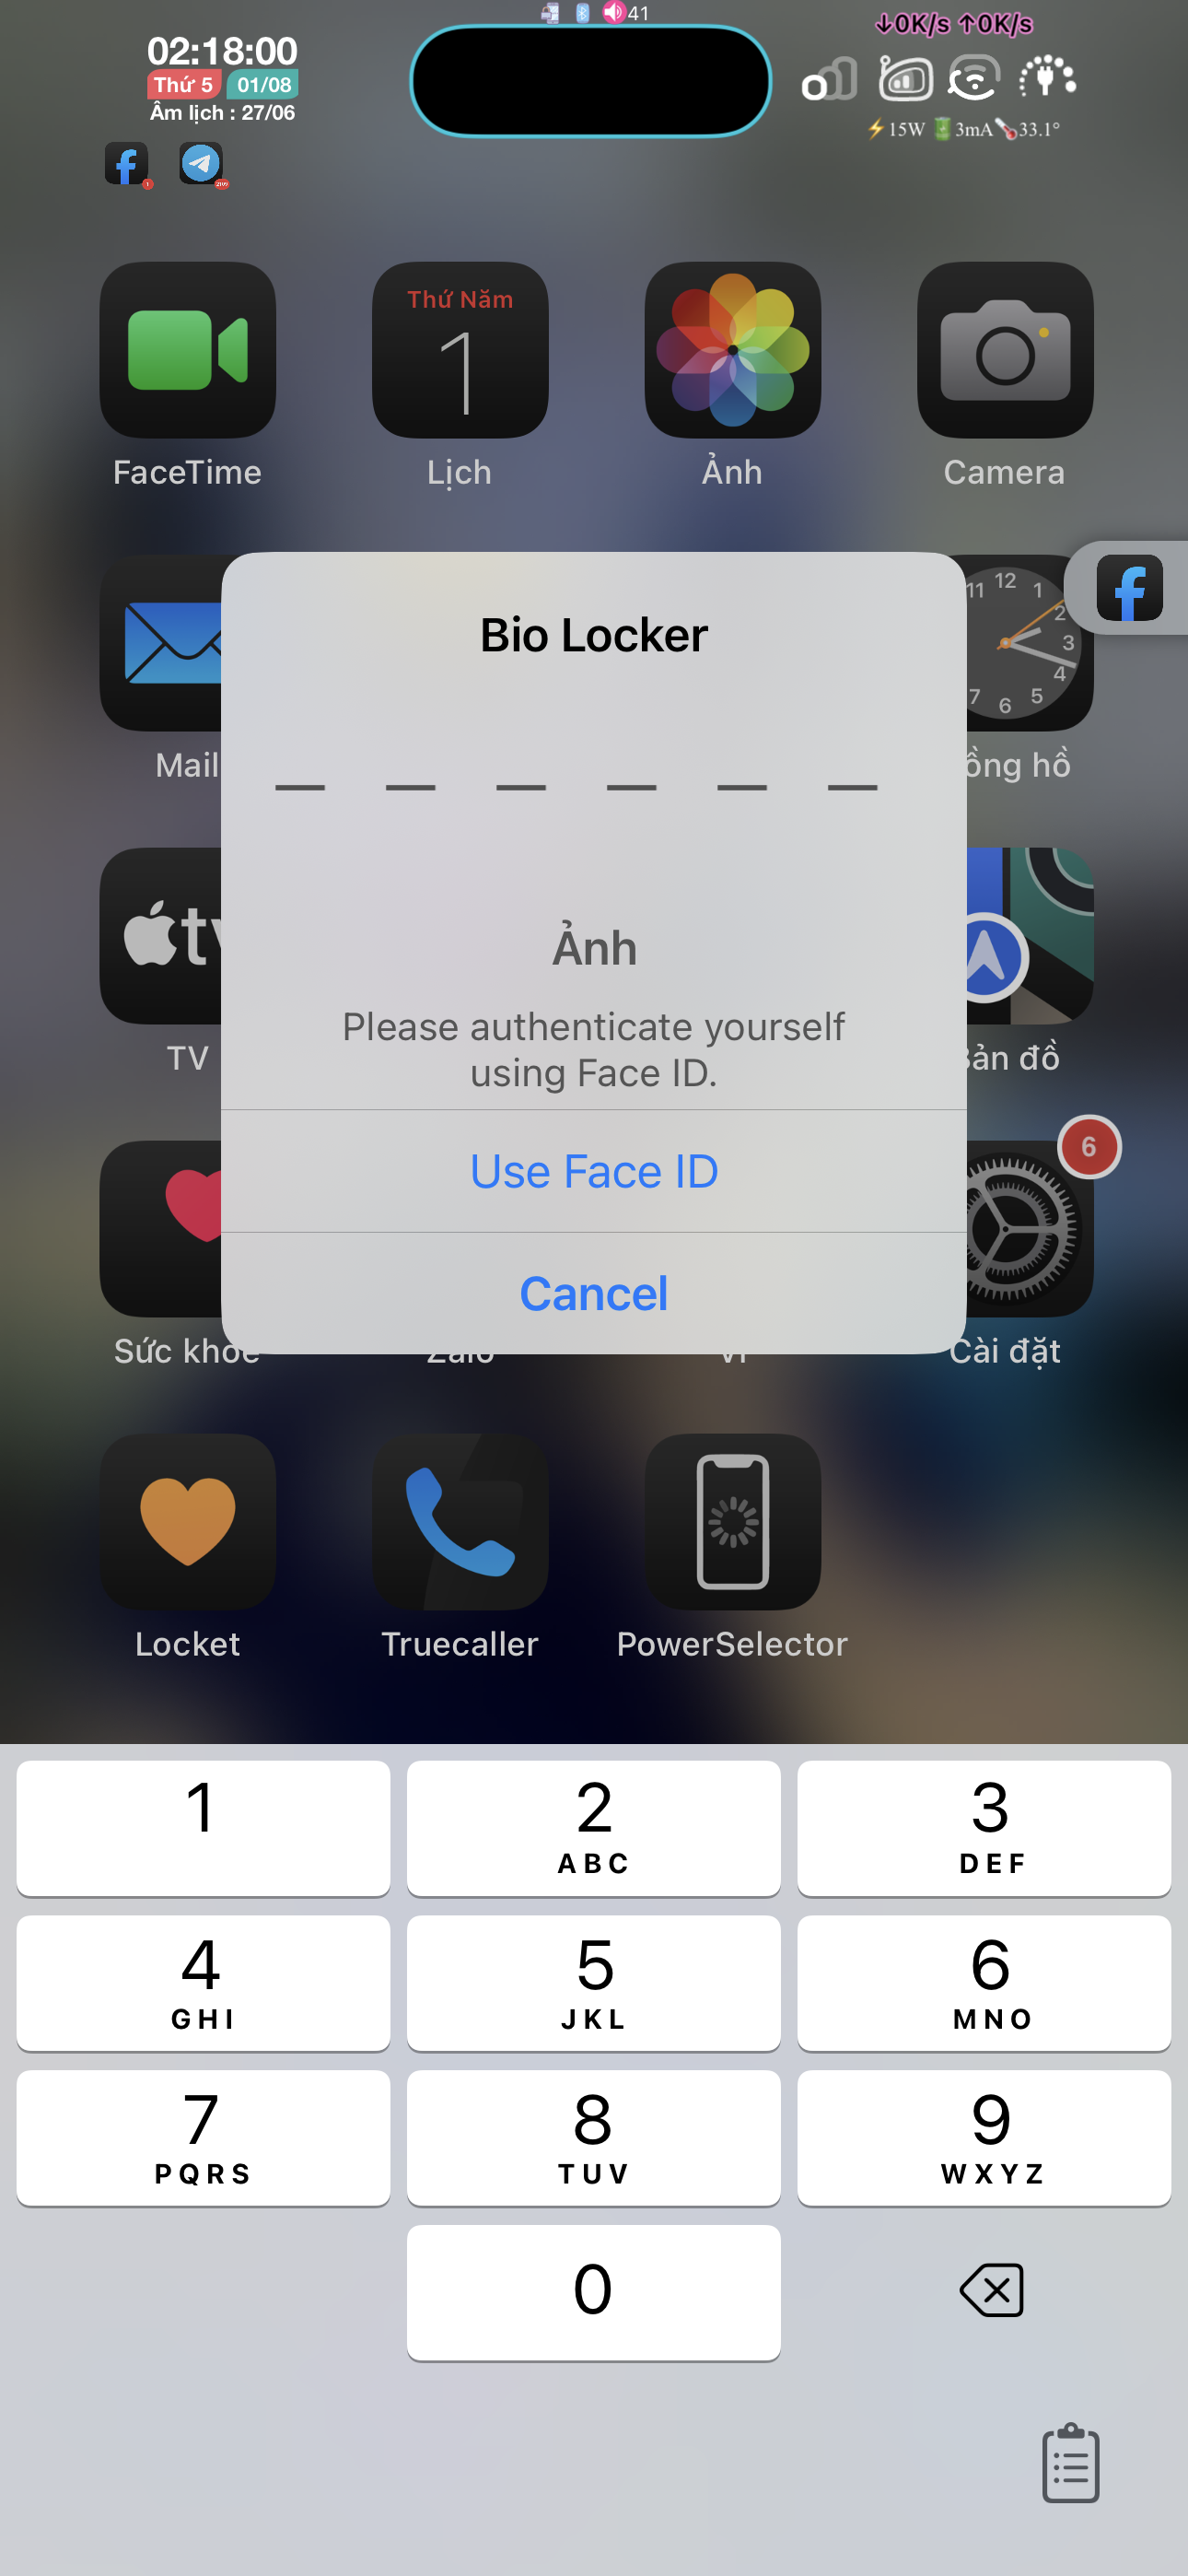 41
↓0K/s ↑0K/s
02:18:00
Thứ 5 01/08
Âm lịch : 27/06
15W 3mA 33.1°
Thứ Năm
1
FaceTime
Lịch
Ảnh
Camera
11 12 1
2
3
4
5
6
7
Bio Locker
Mail
ồng hồ
tv
Ảnh
Please authenticate yourself
using Face ID.
TV
Bản đồ
Use Face ID
6
Cancel
Sức khoẻ
Zalo
Ví
Cài đặt
Locket
Truecaller
PowerSelector
1
2
3
ABC
DEF
4
5
6
GHI
JKL
MNO
7
8
9
PQRS
TUV
WXYZ
0